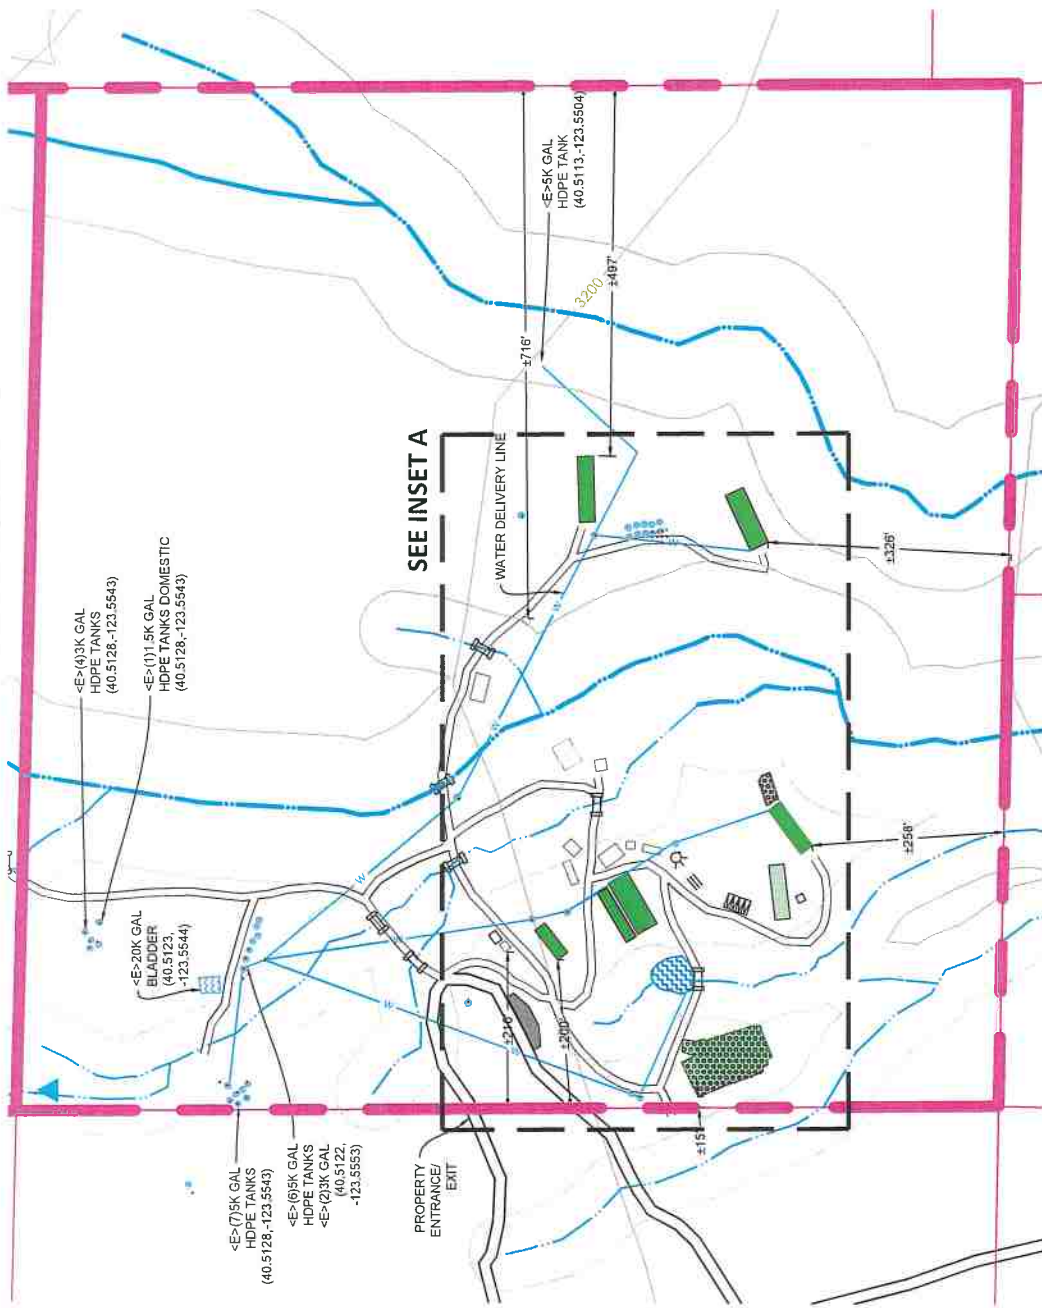 <E>(4)3K GAL
HDPE TANKS
(40.5128,-123.5543)
<E>(1)1.5K GAL
HDPE TANKS DOMESTIC
(40.5128,-123.5543)
<E>20K GAL
BLADDER
(40.5123,
-123.5544)
<E>(7)5K GAL
HDPE TANKS
(40.5128,-123.5543)
<E>(6)5K GAL
HDPE TANKS
<E>(2)3K GAL
(40.5122,
-123.5553)
PROPERTY
ENTRANCE/
EXIT
SEE INSET A
WATER DELIVERY LINE
<E>5K GAL
HDPE TANK
(40.5113,-123.5504)
3200
±716'
±497'
±326'
±258'
±216'
±200'
±15'
W
W
W
W
W
W
W